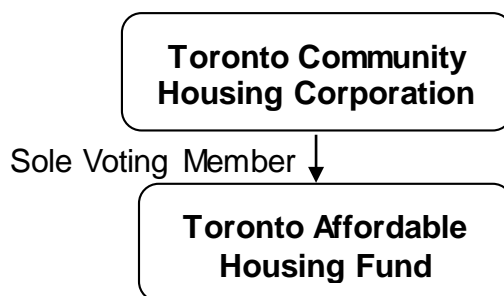 Toronto Community
Housing Corporation
Sole Voting Member
Toronto Affordable
Housing Fund